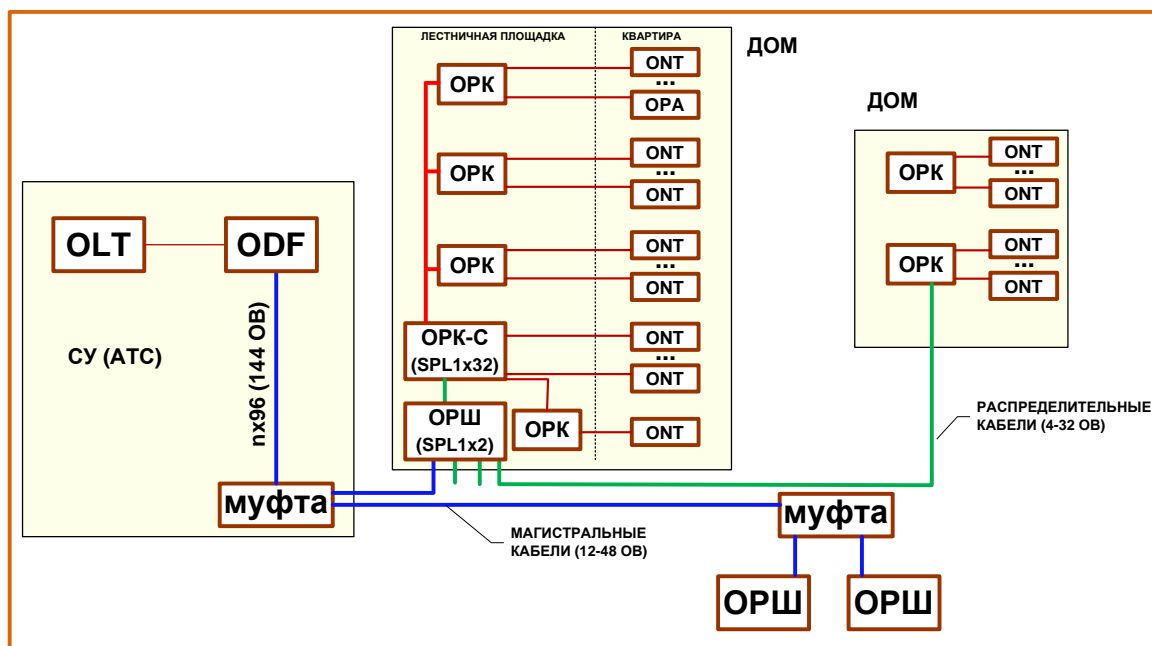 ЛЕСТНИЧНАЯ ПЛОЩАДКА
КВАРТИРА
ДОМ
ОРК
ONT
...
ОРА
ОРК
ONT
...
ONT
ОРК
ONT
...
ONT
ОРК-С
(SPL1x32)
ONT
...
ONT
ОРШ
(SPL1x2)
ОРК
ONT
ДОМ
ОРК
ONT
...
ONT
ОРК
ONT
...
ONT
OLT
ODF
СУ (АТС)
nx96 (144 ОВ)
муфта
РАСПРЕДЕЛИТЕЛЬНЫЕ
КАБЕЛИ (4-32 ОВ)
МАГИСТРАЛЬНЫЕ
КАБЕЛИ (12-48 ОВ)
муфта
ОРШ
ОРШ